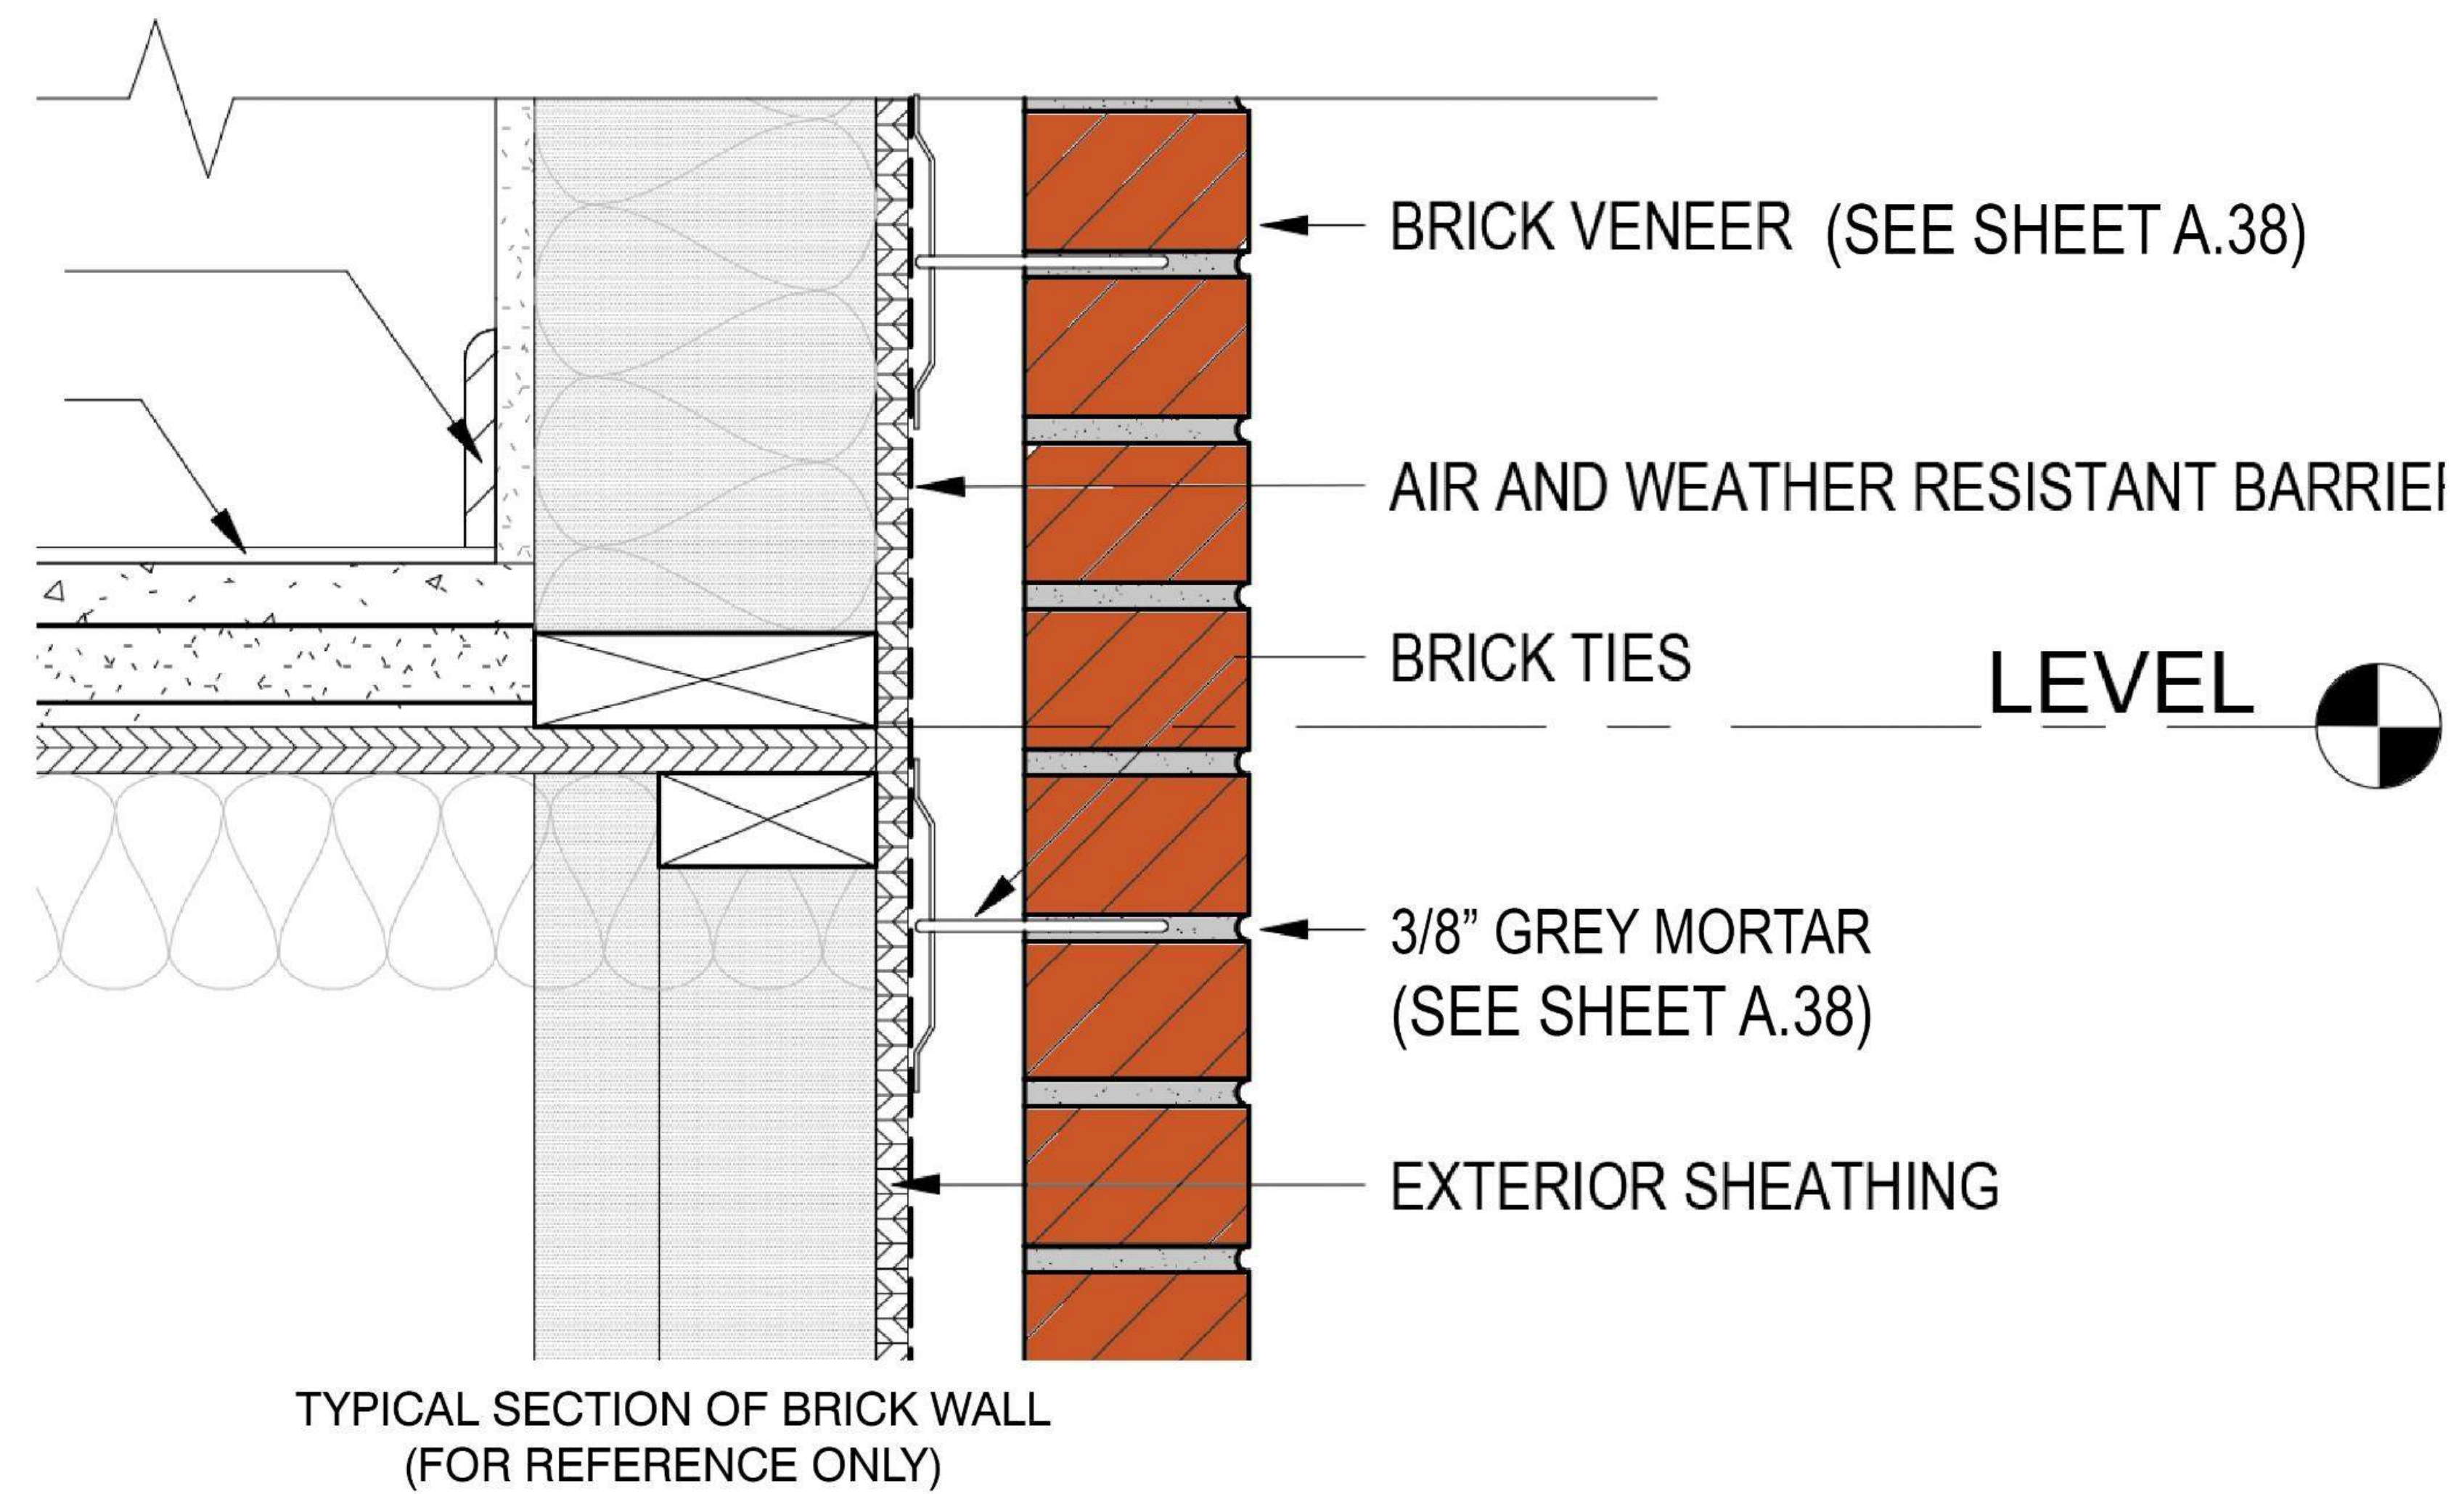 BRICK VENEER (SEE SHEET A.38)
AIR AND WEATHER RESISTANT
BRICK TIES
LEVEL
3/8” GREY MORTAR
(SEE SHEET A.38)
EXTERIOR SHEATHING
TYPICAL SECTION OF BRICK WALL
(FOR REFERENCE ONLY)